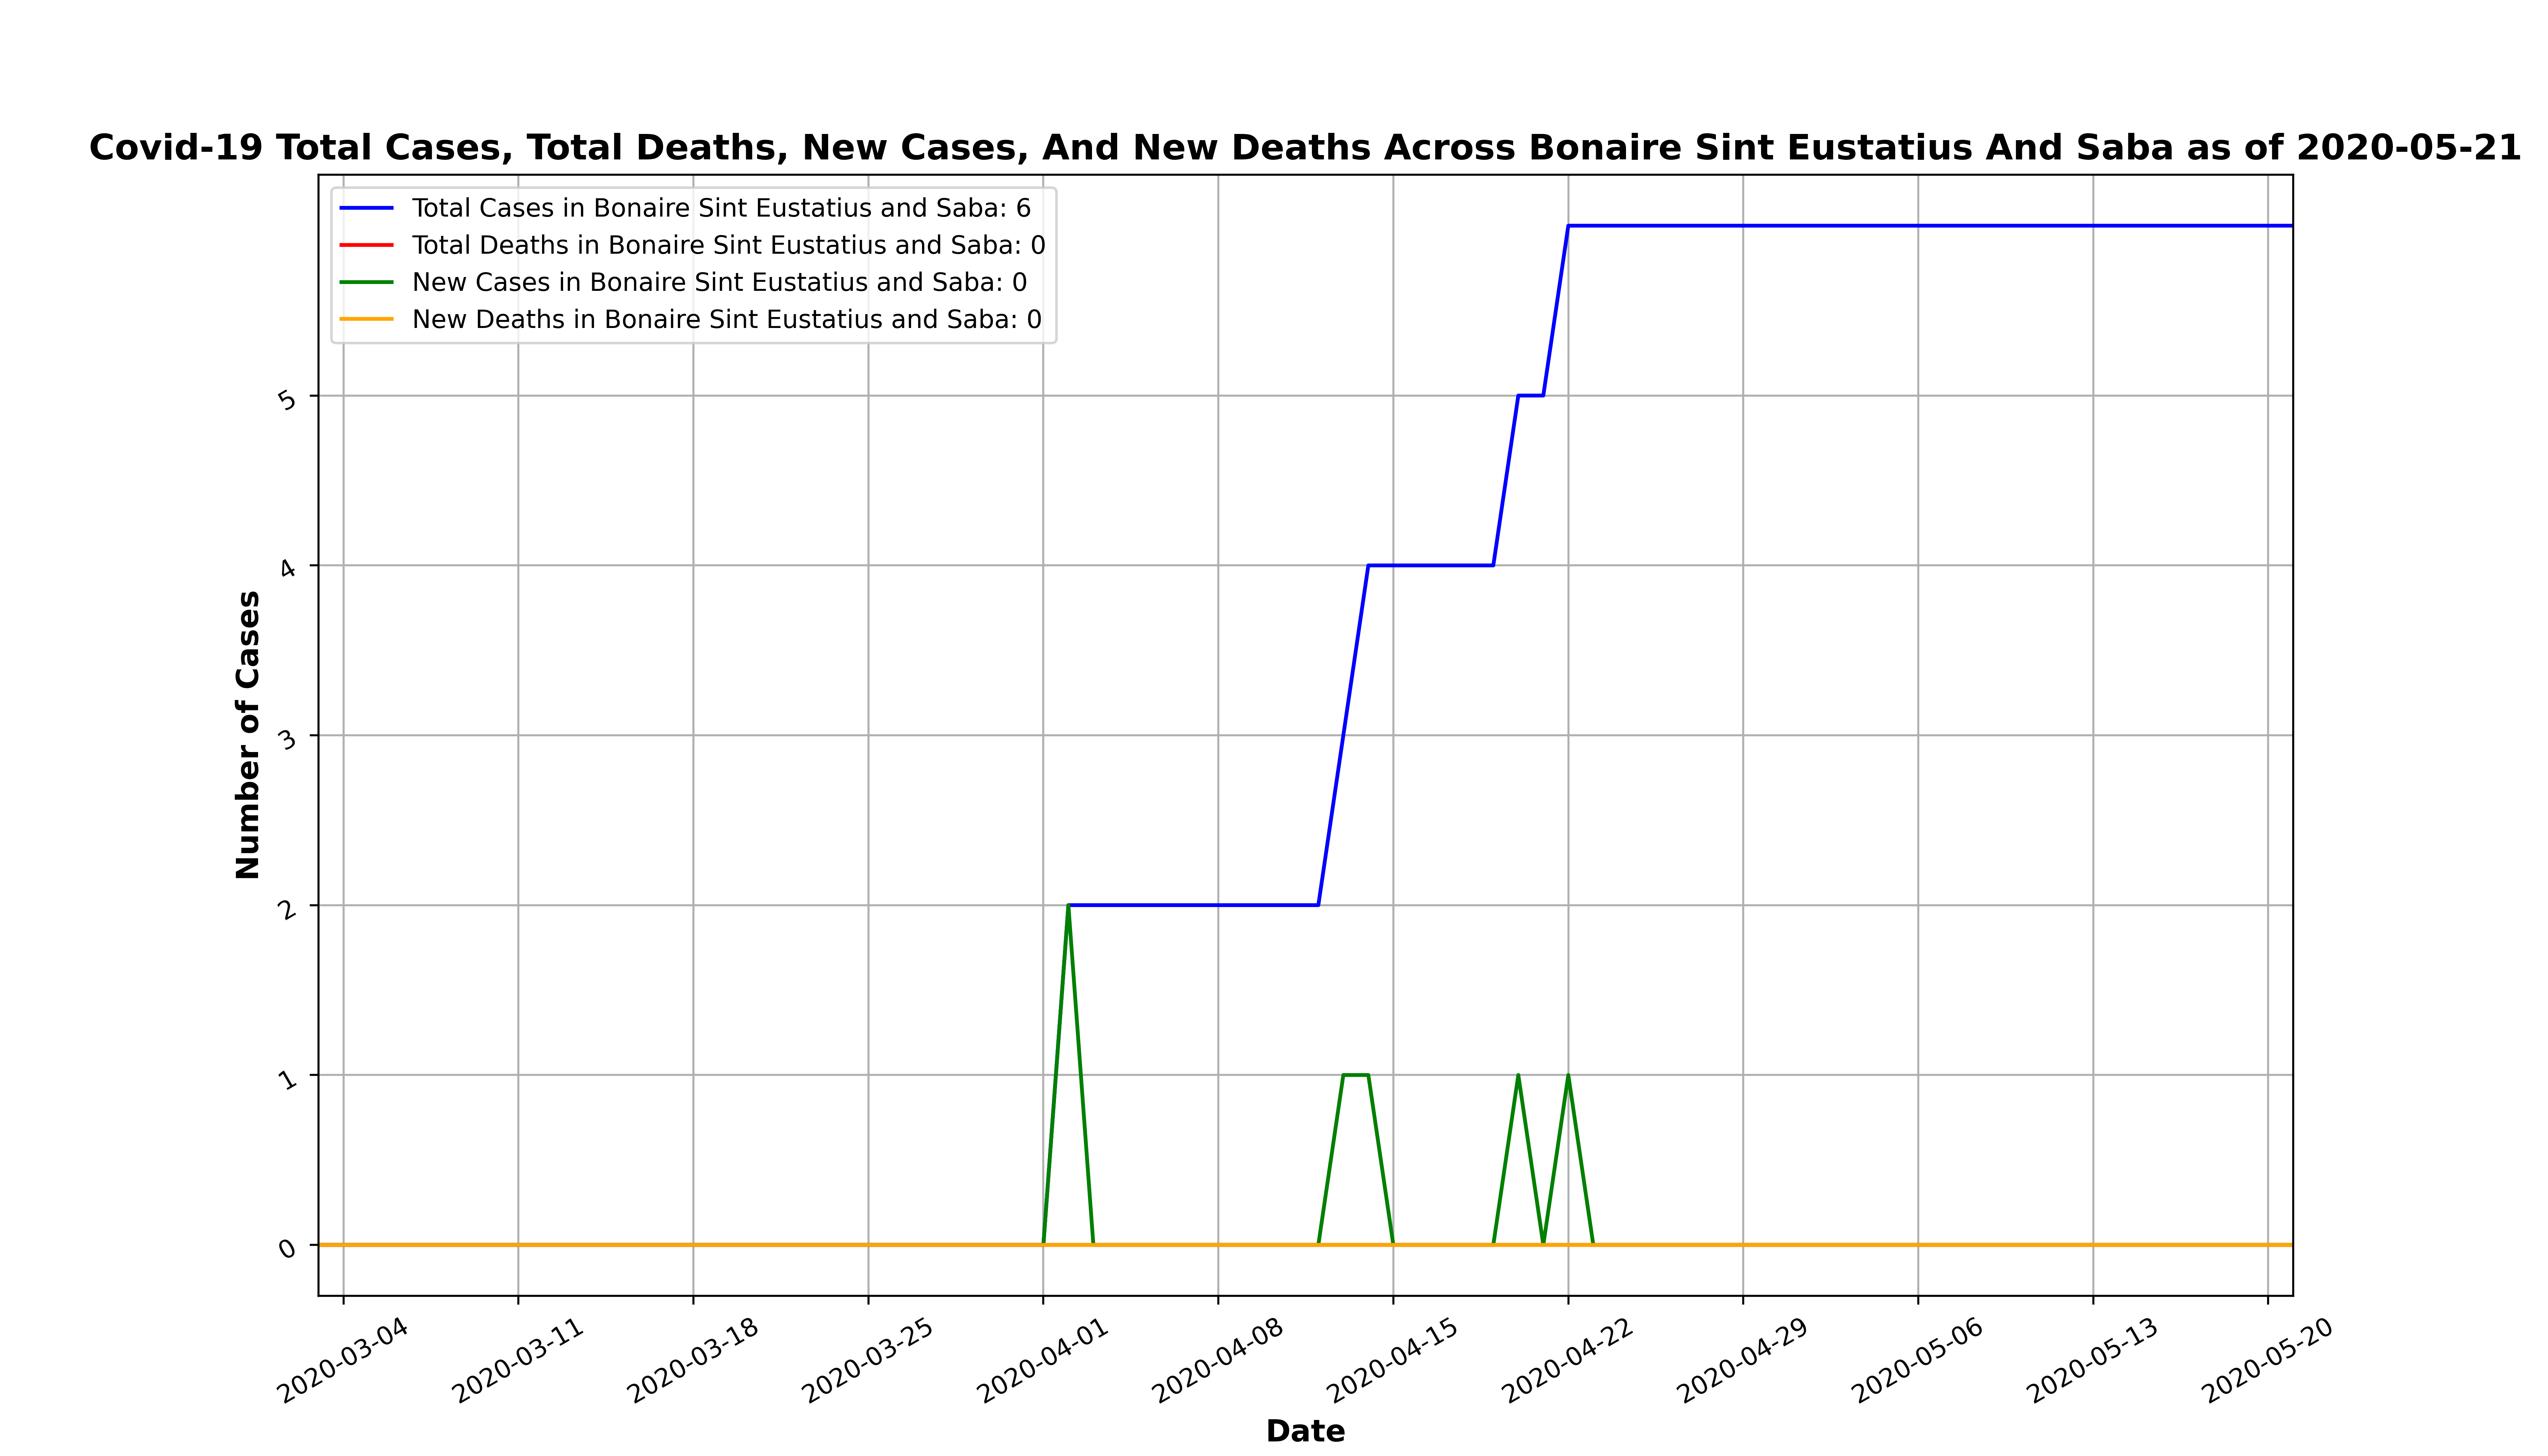 Covid-19 Total Cases, Total Deaths, New Cases, And New Deaths Across Bonaire Sint Eustatius And Saba as of 2020-05-21
Total Cases in Bonaire Sint Eustatius and Saba: 6
Total Deaths in Bonaire Sint Eustatius and Saba: 0
New Cases in Bonaire Sint Eustatius and Saba: 0
New Deaths in Bonaire Sint Eustatius and Saba: 0
Number of Cases
5
4
3
2
1
0
2020-03-04
2020-03-11
2020-03-18
2020-03-25
2020-04-01
2020-04-08
2020-04-15
2020-04-22
2020-04-29
2020-05-06
2020-05-13
2020-05-20
Date